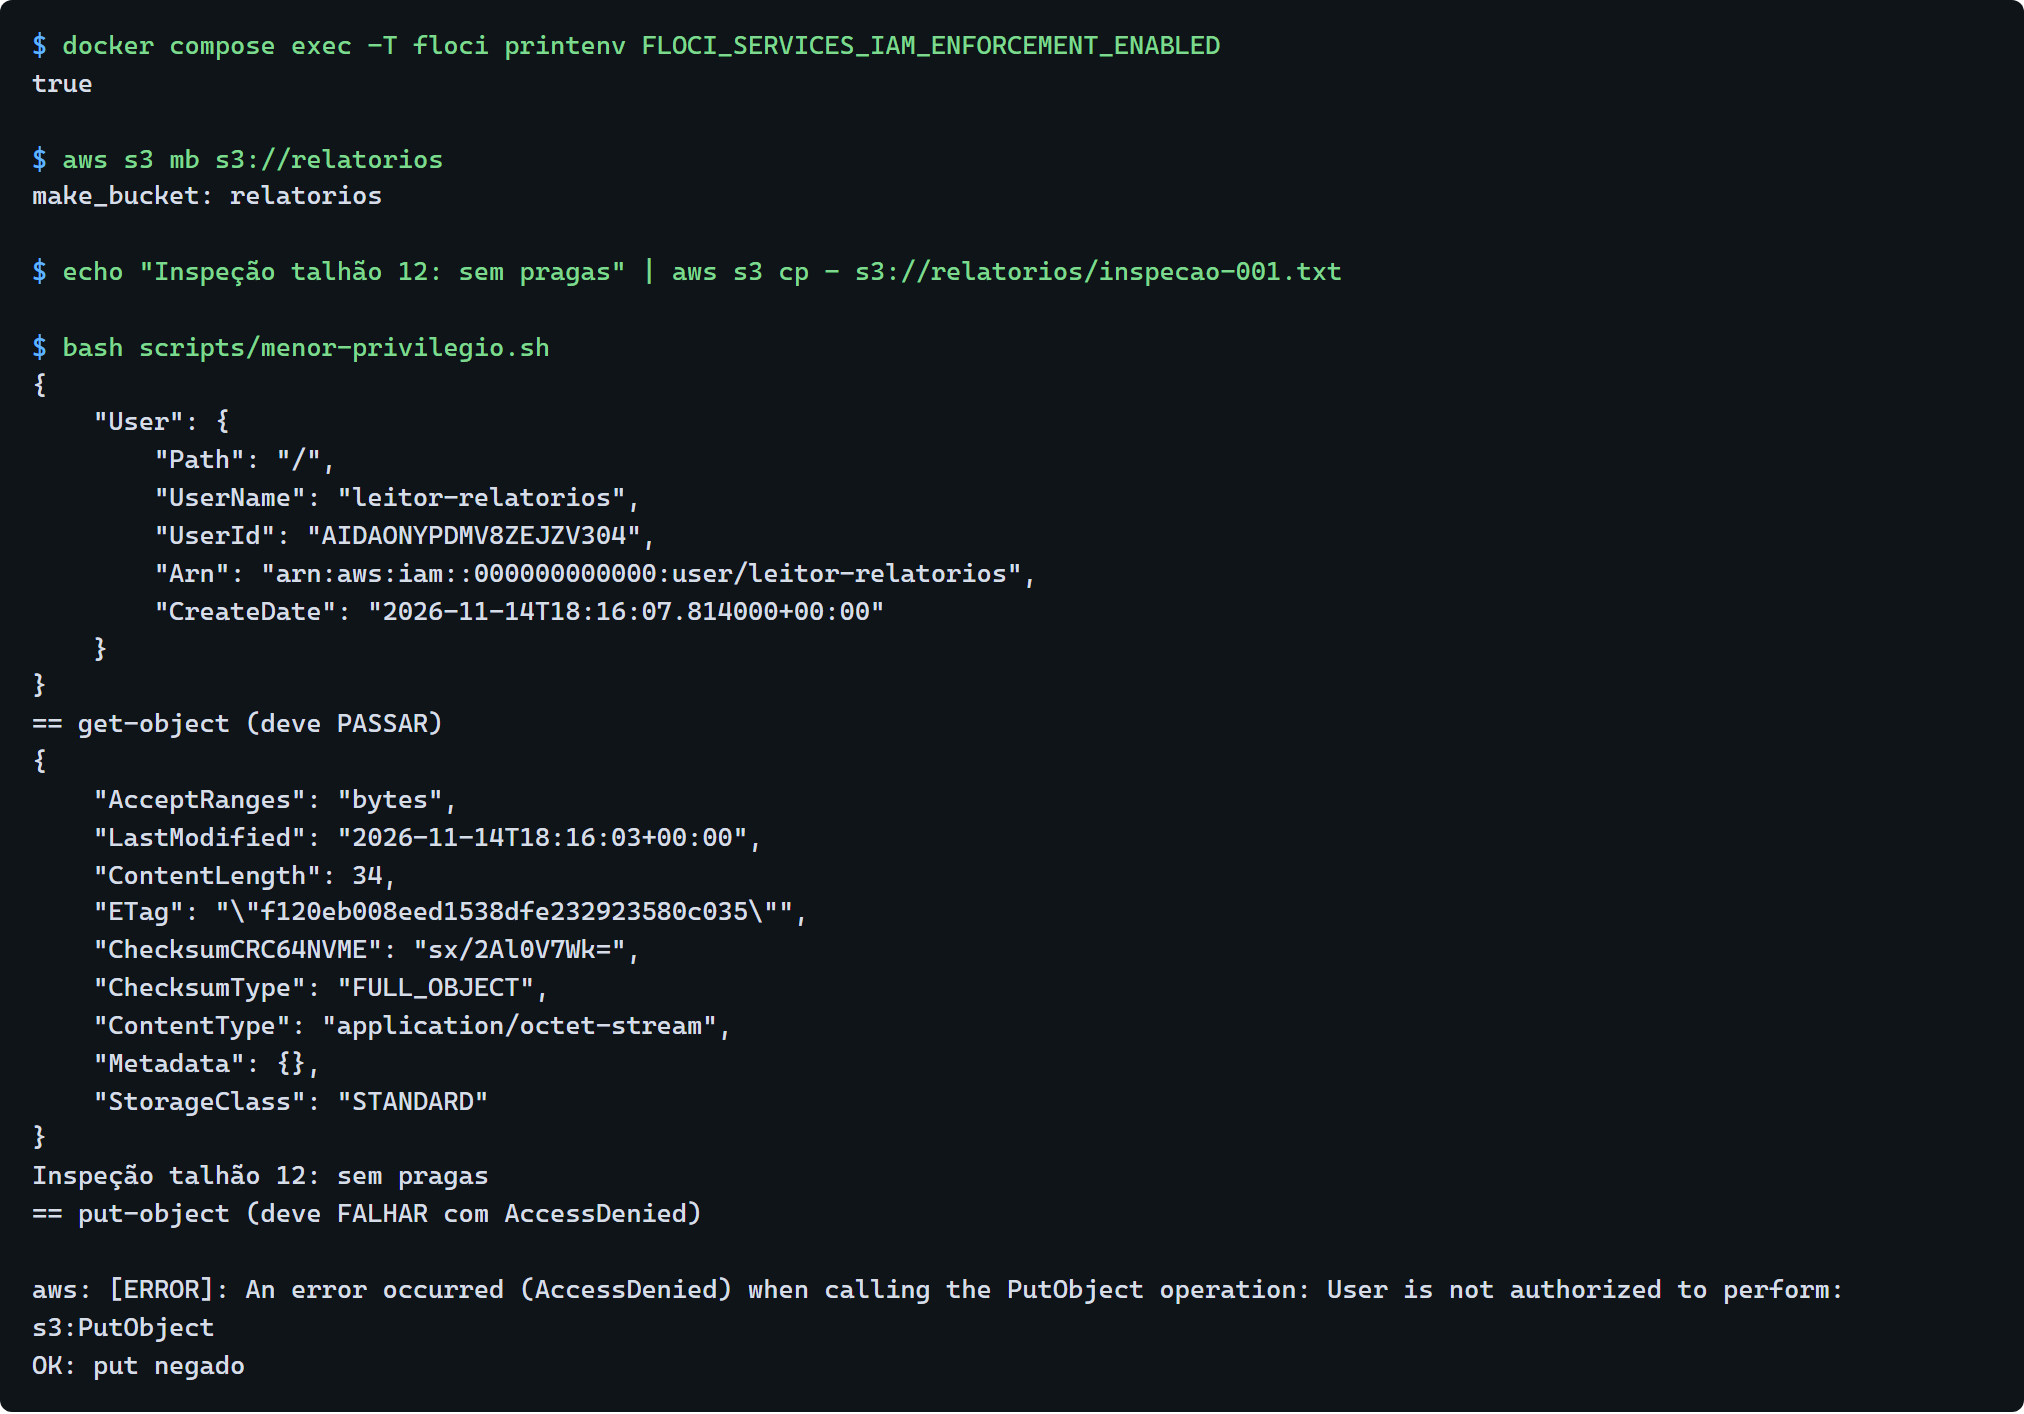 $ docker compose exec -T floci printenv FLOCI_SERVICES_IAM_ENFORCEMENT_ENABLED
true

$ aws s3 mb s3://relatorios
make_bucket: relatorios

$ echo "Inspeção talhão 12: sem pragas" | aws s3 cp - s3://relatorios/inspecao-001.txt

$ bash scripts/menor-privilegio.sh
{
    "User": {
        "Path": "/",
        "UserName": "leitor-relatorios",
        "UserId": "AIDAONYPDMV8ZEJZV304",
        "Arn": "arn:aws:iam::000000000000:user/leitor-relatorios",
        "CreateDate": "2026-11-14T18:16:07.814000+00:00"
    }
}
== get-object (deve PASSAR)
{
    "AcceptRanges": "bytes",
    "LastModified": "2026-11-14T18:16:03+00:00",
    "ContentLength": 34,
    "ETag": "\"f120eb008eed1538dfe232923580c035\"",
    "ChecksumCRC64NVME": "sx/2Al0V7Wk=",
    "ChecksumType": "FULL_OBJECT",
    "ContentType": "application/octet-stream",
    "Metadata": {},
    "StorageClass": "STANDARD"
}
Inspeção talhão 12: sem pragas
== put-object (deve FALHAR com AccessDenied)

aws: [ERROR]: An error occurred (AccessDenied) when calling the PutObject operation: User is not authorized to perform:
s3:PutObject
OK: put negado